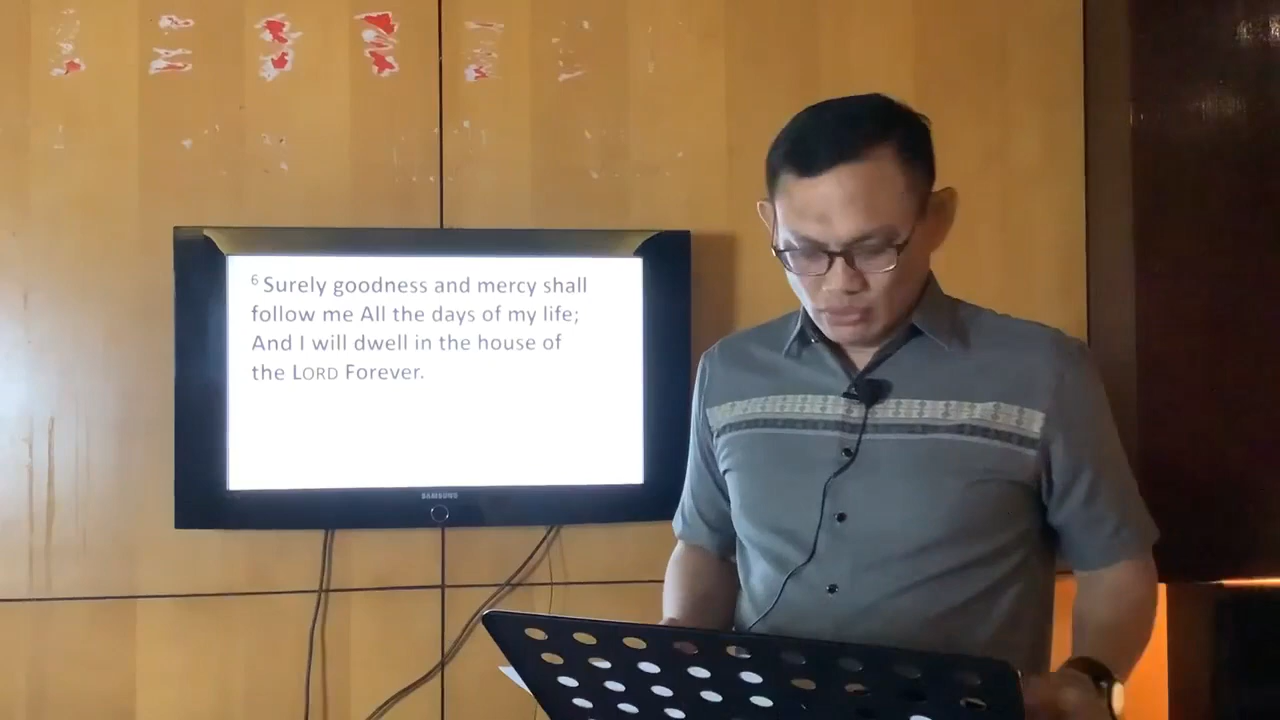 ⁶ Surely goodness and mercy shall
follow me All the days of my life;
And I will dwell in the house of
the LORD Forever.
SAMSUNG